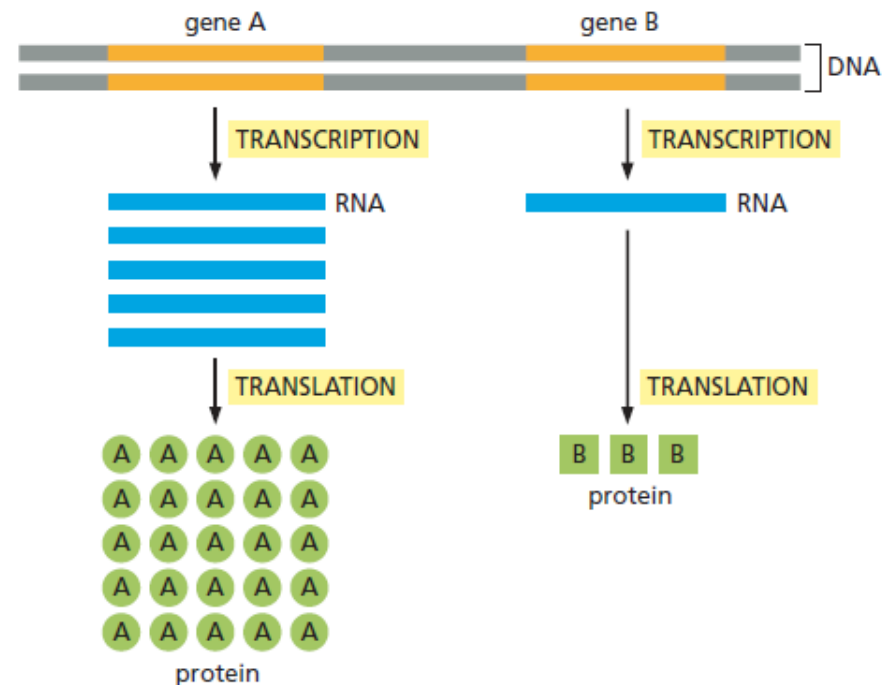 gene A gene B
DNA
TRANSCRIPTION TRANSCRIPTION
RNA RNA
TRANSLATION TRANSLATION
A A A A A B B B
protein
A A A A A
A A A A A
A A A A A
A A A A A
protein